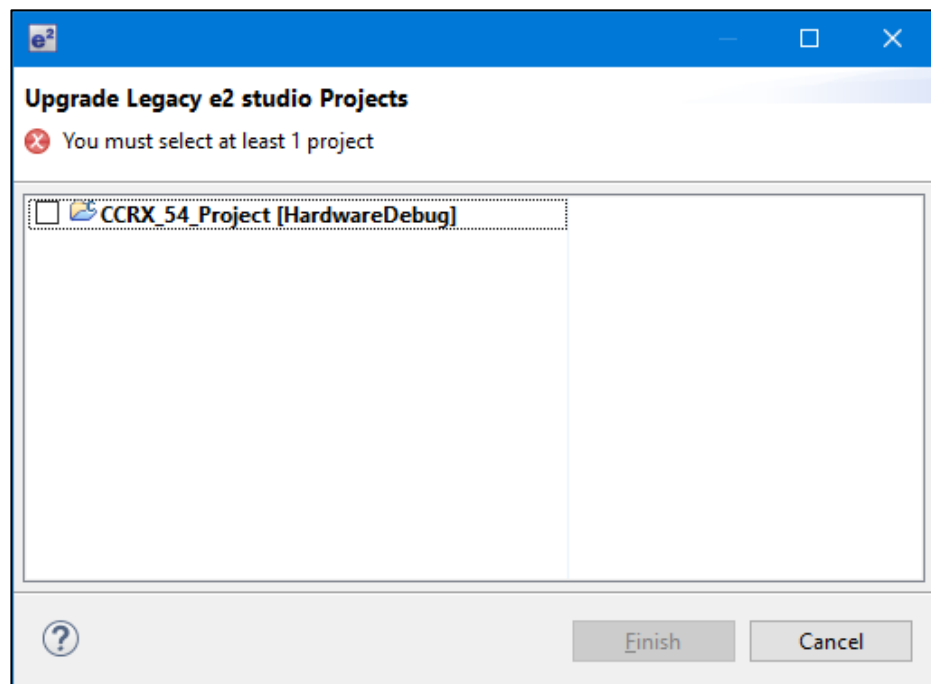 e²
Upgrade Legacy e2 studio Projects
You must select at least 1 project
CCRX_54_Project [HardwareDebug]
?
Finish
Cancel